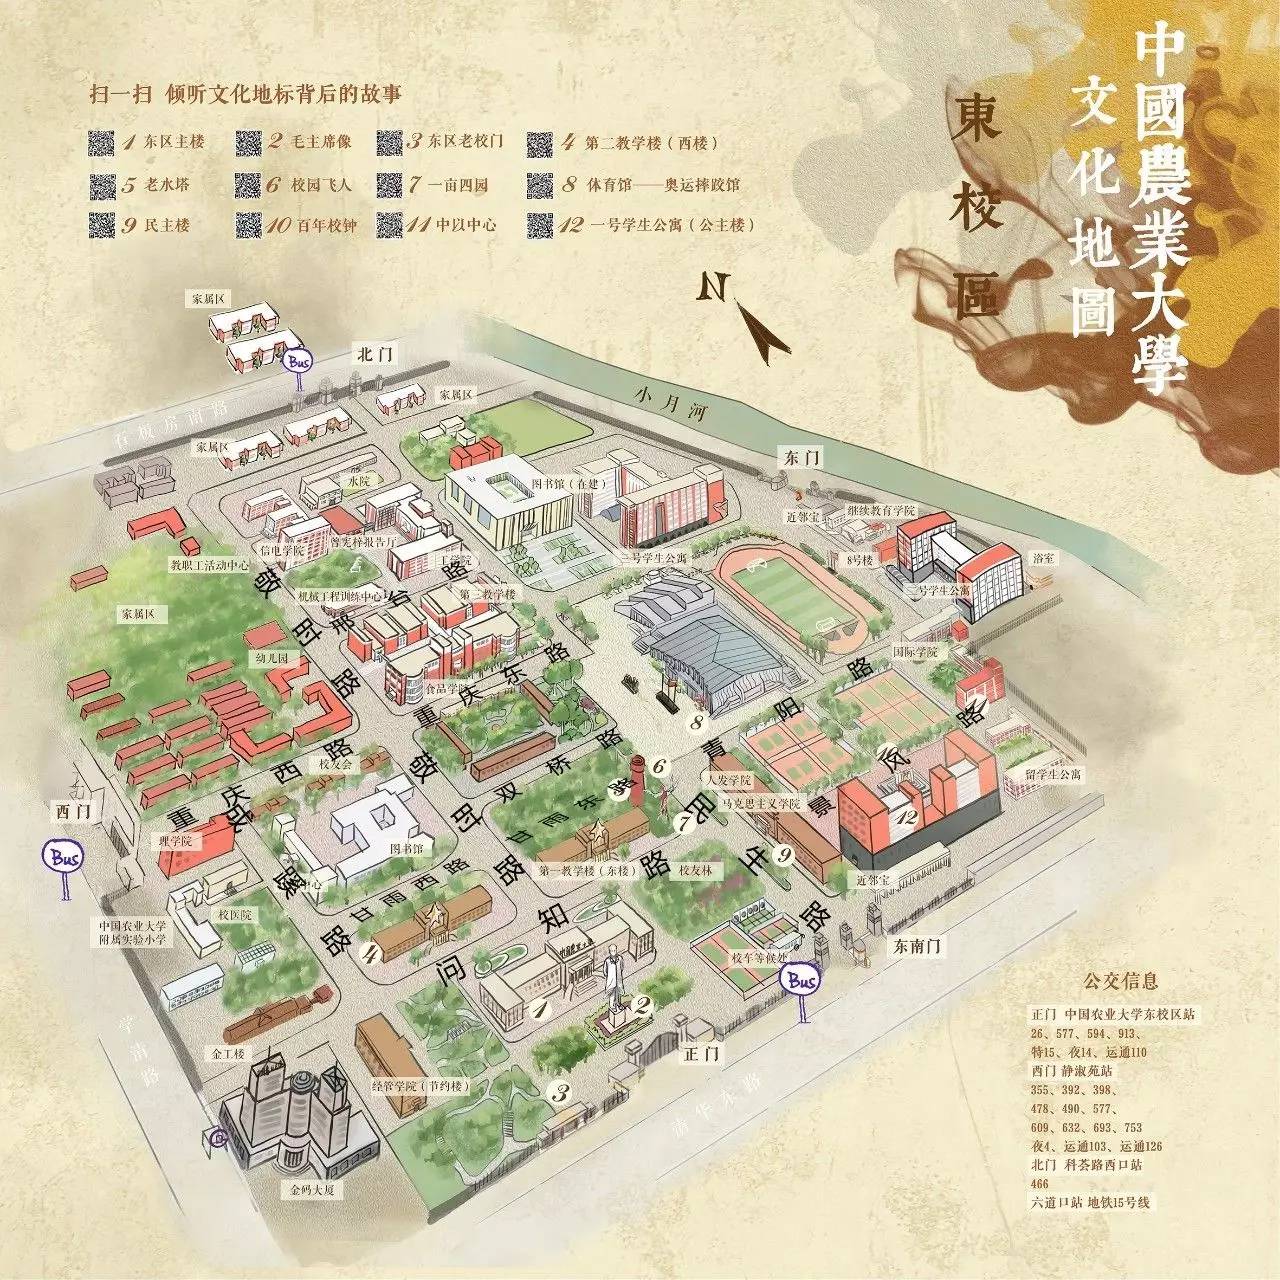 中國農业大學
文化地圖
東校區
扫一扫 倾听文化地标背后的故事
1 东区主楼
2 毛主席像
3 东区老校门
4 第二教学楼（西楼）
5 老水塔
6 校园飞人
7 一亩四园
8 体育馆——奥运摔跤馆
9 民主楼
10 百年校钟
11 中以中心
12 一号学生公寓（公主楼）
N
家属区
Bus
北门
石板房南路
家属区
家属区
小月河
东门
水院
图书馆（在建）
近邻宝
继续教育学院
信电学院
曾宪梓报告厅
工学院
三号学生公寓
8号楼
浴室
教职工活动中心
机械工程训练中心
第三教学楼
二号学生公寓
家属区
敬时路
国际学院
幼儿园
食品学院
重庆东路
校友会
重庆西路
双桥路
青阳路
景凤路
8
6
10
11
人发学院
留学生公寓
西门
Bus
理学院
图书馆
甘雨东路
马克思主义学院
7
12
民主路
9
第一教学楼（东楼）
校友林
近邻宝
甘雨西路
校医院
中国农业大学
附属实验小学
4
问知路
东南门
校车等候处
Bus
1
2
学清路
金工楼
正门
经管学院（节约楼）
3
清华东路
金码大厦
公交信息
正门 中国农业大学东校区站
26、577、594、913、
特15、夜14、运通110
西门 静淑苑站
355、392、398、
478、490、577、
609、632、693、753
夜4、运通103、运通126
北门 科荟路西口站
466
六道口站 地铁15号线